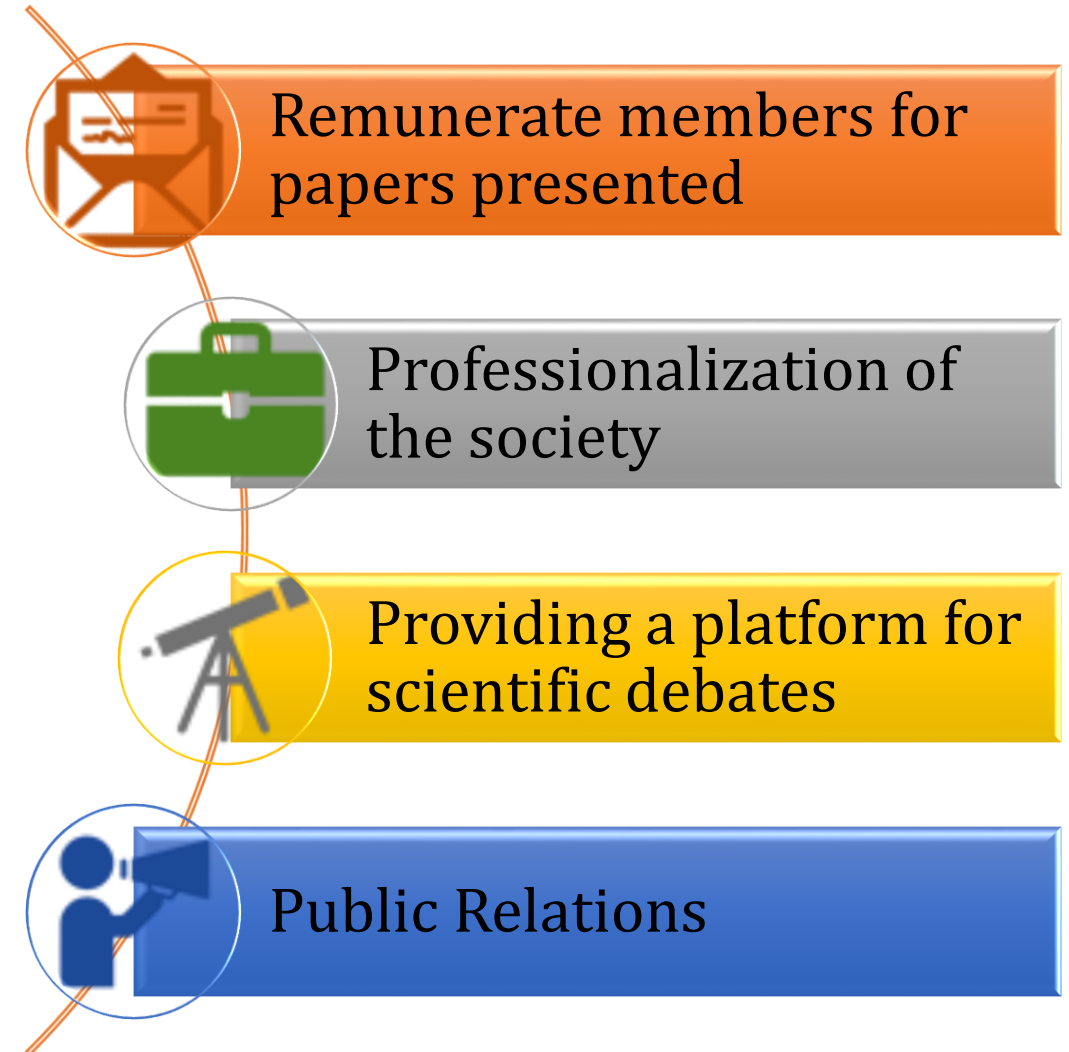 Remunerate members for
papers presented
Professionalization of
the society
Providing a platform for
scientific debates
Public Relations